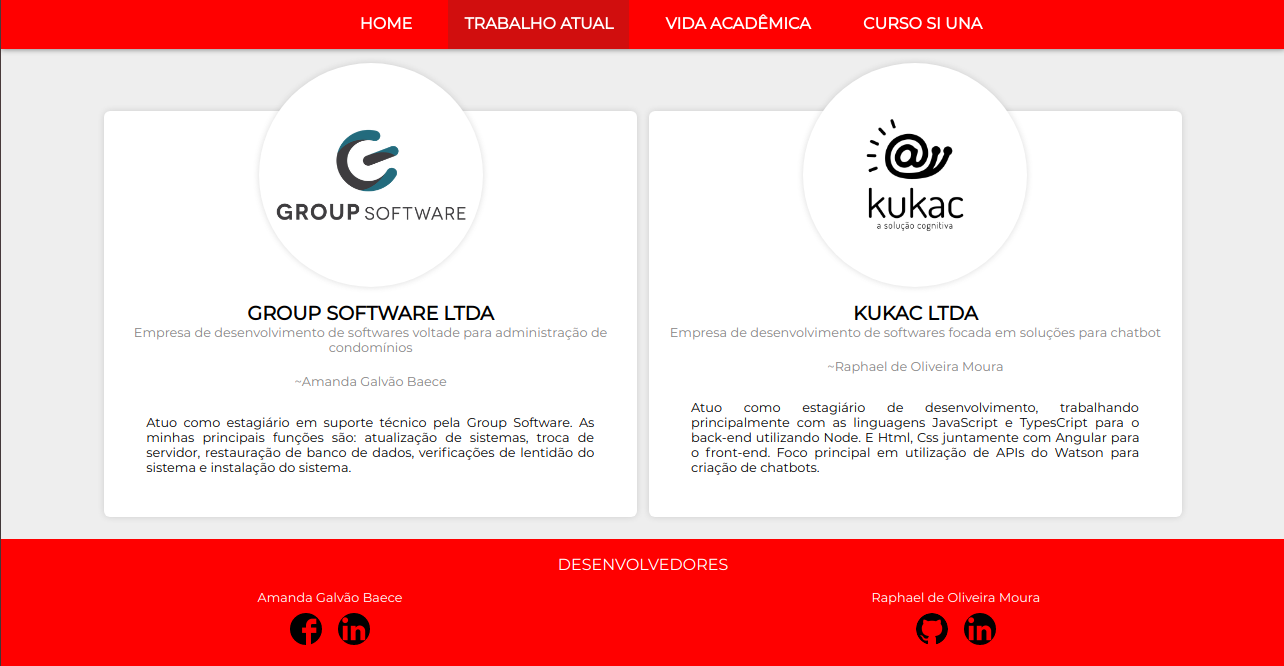 HOME TRABALHO ATUAL VIDA ACADÊMICA CURSO SI UNA
GROUP SOFTWARE
GROUP SOFTWARE LTDA
Empresa de desenvolvimento de softwares voltade para administração de
condomínios
~Amanda Galvão Baece
Atuo como estagiário em suporte técnico pela Group Software. As
minhas principais funções são: atualização de sistemas, troca de
servidor, restauração de banco de dados, verificações de lentidão do
sistema e instalação do sistema.
kukac
a solução cognitiva
KUKAC LTDA
Empresa de desenvolvimento de softwares focada em soluções para chatbot
~Raphael de Oliveira Moura
Atuo como estagiário de desenvolvimento, trabalhando
principalmente com as linguagens JavaScript e TypesCript para o
back-end utilizando Node. E Html, Css juntamente com Angular para
o front-end. Foco principal em utilização de APIs do Watson para
criação de chatbots.
DESENVOLVEDORES
Amanda Galvão Baece
Raphael de Oliveira Moura